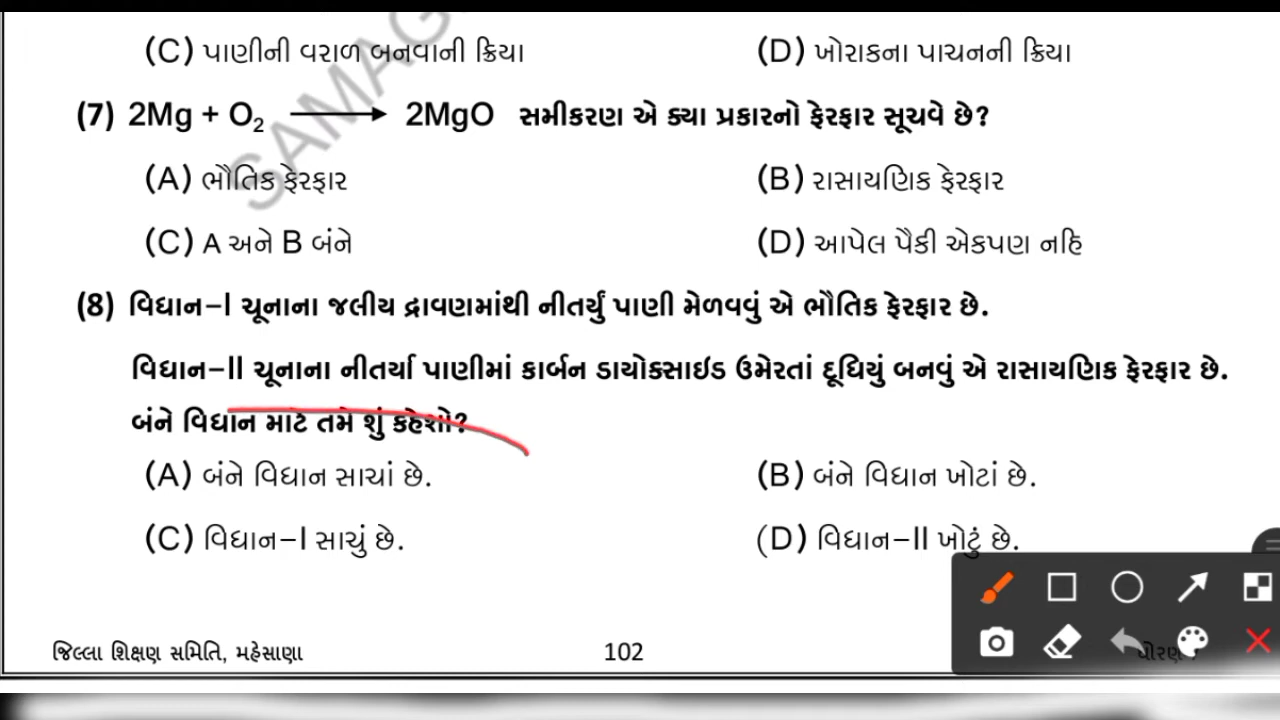 (C) પાણીની વરાળ બનવાની ક્રિયા (D) ખોરાકના પાચનની ક્રિયા
(7) 2Mg + O₂ ⟶ 2MgO સમીકરણ એ ક્યા પ્રકારનો ફેરફાર સૂચવે છે?
(A) ભૌતિક ફેરફાર (B) રાસાયણિક ફેરફાર
(C) A અને B બંને (D) આપેલ પૈકી એકપણ નહિ
(8) વિધાન–I ચૂનાના જલીય દ્રાવણમાંથી નીતર્યું પાણી મેળવવું એ ભૌતિક ફેરફાર છે.
વિધાન–II ચૂનાના નીતર્યા પાણીમાં કાર્બન ડાયોક્સાઈડ ઉમેરતાં દૂધિયું બનવું એ રાસાયણિક ફેરફાર છે.
બંને વિધાન માટે તમે શું કહેશો?
(A) બંને વિધાન સાચાં છે. (B) બંને વિધાન ખોટાં છે.
(C) વિધાન–I સાચું છે. (D) વિધાન–II ખોટું છે.
જિલ્લા શિક્ષણ સમિતિ, મહેસાણા 102
SAMAG